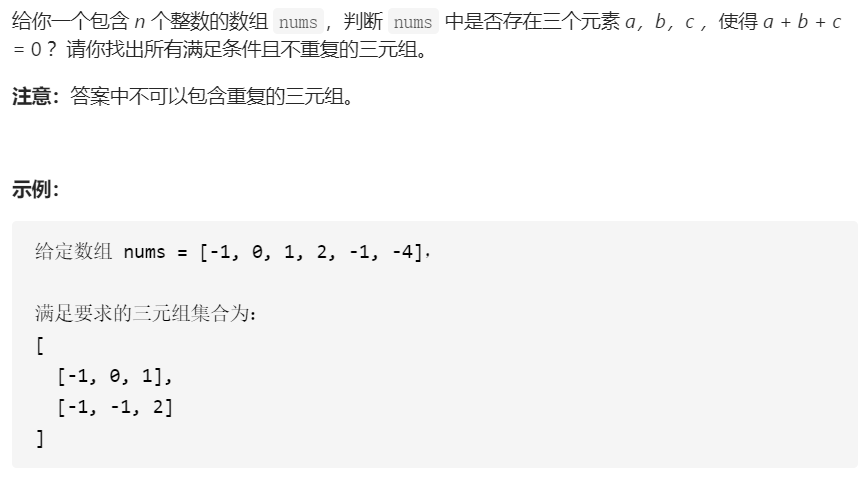 给你一个包含 n 个整数的数组 nums，判断 nums 中是否存在三个元素 a，b，c ，使得 a + b + c
= 0 ？请你找出所有满足条件且不重复的三元组。
注意：答案中不可以包含重复的三元组。
示例：
给定数组 nums = [-1, 0, 1, 2, -1, -4]，
满足要求的三元组集合为：
[
[-1, 0, 1],
[-1, -1, 2]
]